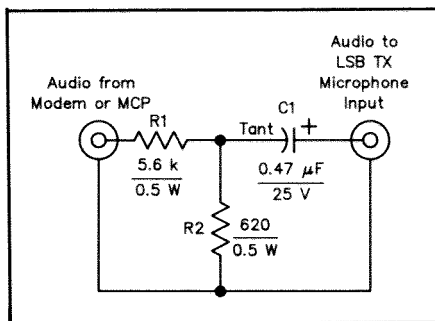 Audio from
Modem or MCP
R1
5.6 k
0.5 W
R2
620
0.5 W
Tant
C1
+
0.47 μF
25 V
Audio to
LSB TX
Microphone
Input